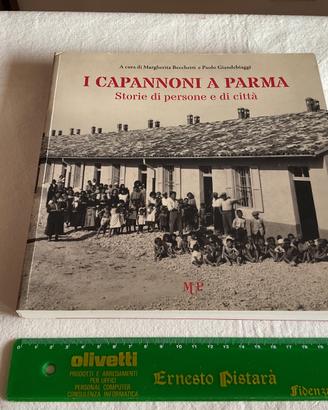 A cura di Margherita Becchetti e Paolo Giandebiaggi
I CAPANNONI A PARMA
Storie di persone e di città
MUP
olivetti
PRODOTTI E ARREDAMENTI
PER UFFICI
PERSONAL COMPUTER
CONSULENZA INFORMATICA
Ernesto Pistarà
Fidenz